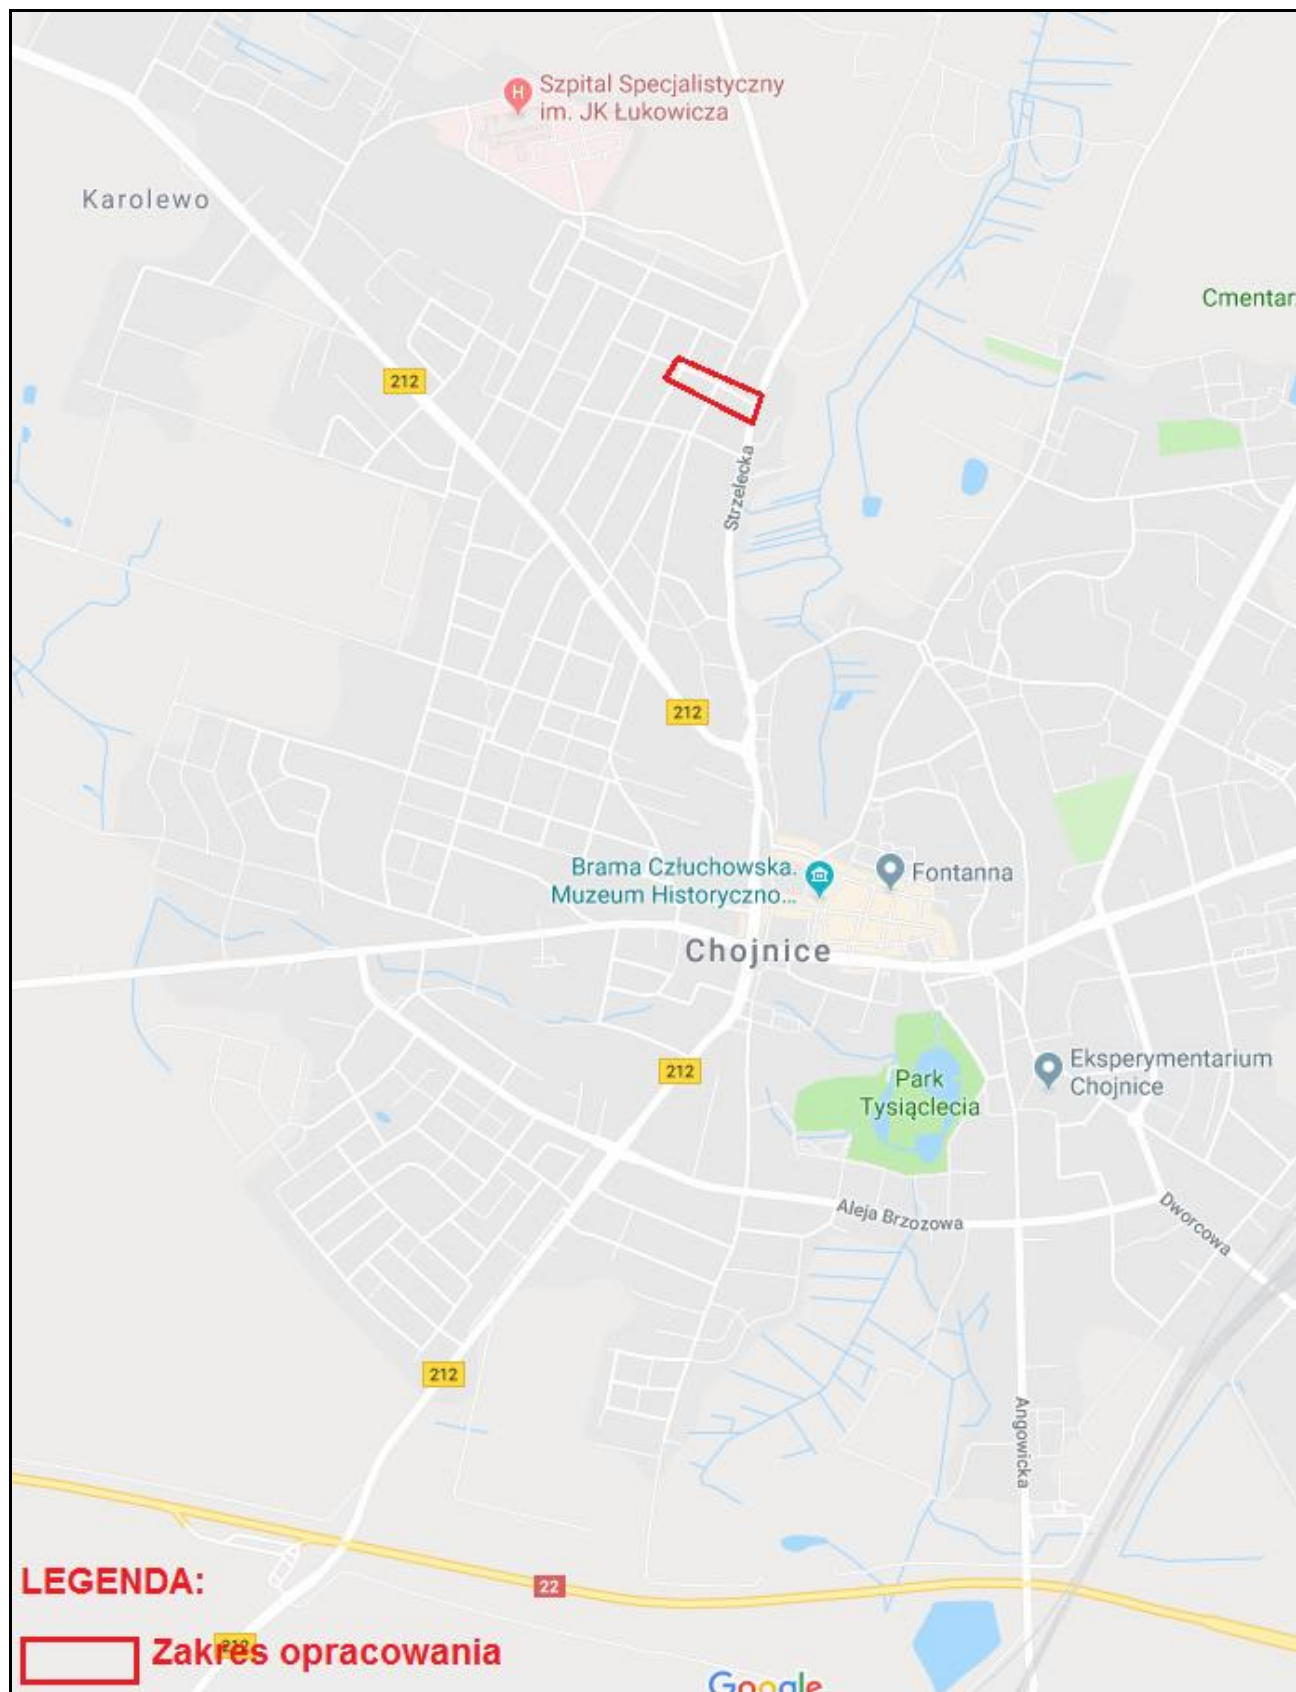 Szpital Specjalistyczny
im. JK Łukowicza
Karolewo
Cmentar
212
Strzelecka
212
Brama Człuchowska.
Muzeum Historyczno...
Fontanna
Chojnice
212
Park
Tysiąclecia
Eksperymentarium
Chojnice
Aleja Brzozowa
Dworcowa
212
Angowicka
LEGENDA:
22
212
Zakres opracowania
Google